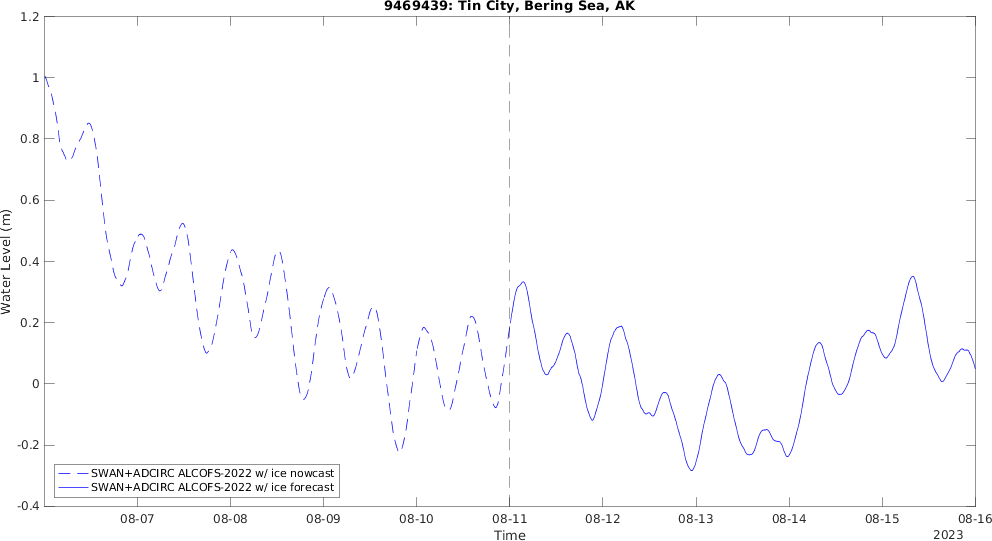 9469439: Tin City, Bering Sea, AK
1.2
1
0.8
0.6
0.4
0.2
0
-0.2
-0.4
Water Level (m)
SWAN+ADCIRC ALCOFS-2022 w/ ice nowcast
SWAN+ADCIRC ALCOFS-2022 w/ ice forecast
08-07 08-08 08-09 08-10 08-11 08-12 08-13 08-14 08-15 08-16
Time
2023